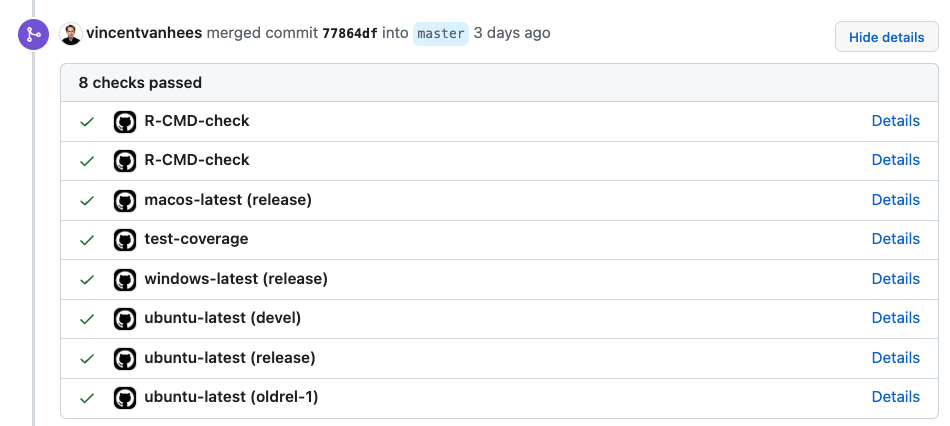 vincentvanhees merged commit 77864df into master 3 days ago
Hide details
8 checks passed
R-CMD-check Details
R-CMD-check Details
macos-latest (release) Details
test-coverage Details
windows-latest (release) Details
ubuntu-latest (devel) Details
ubuntu-latest (release) Details
ubuntu-latest (oldrel-1) Details